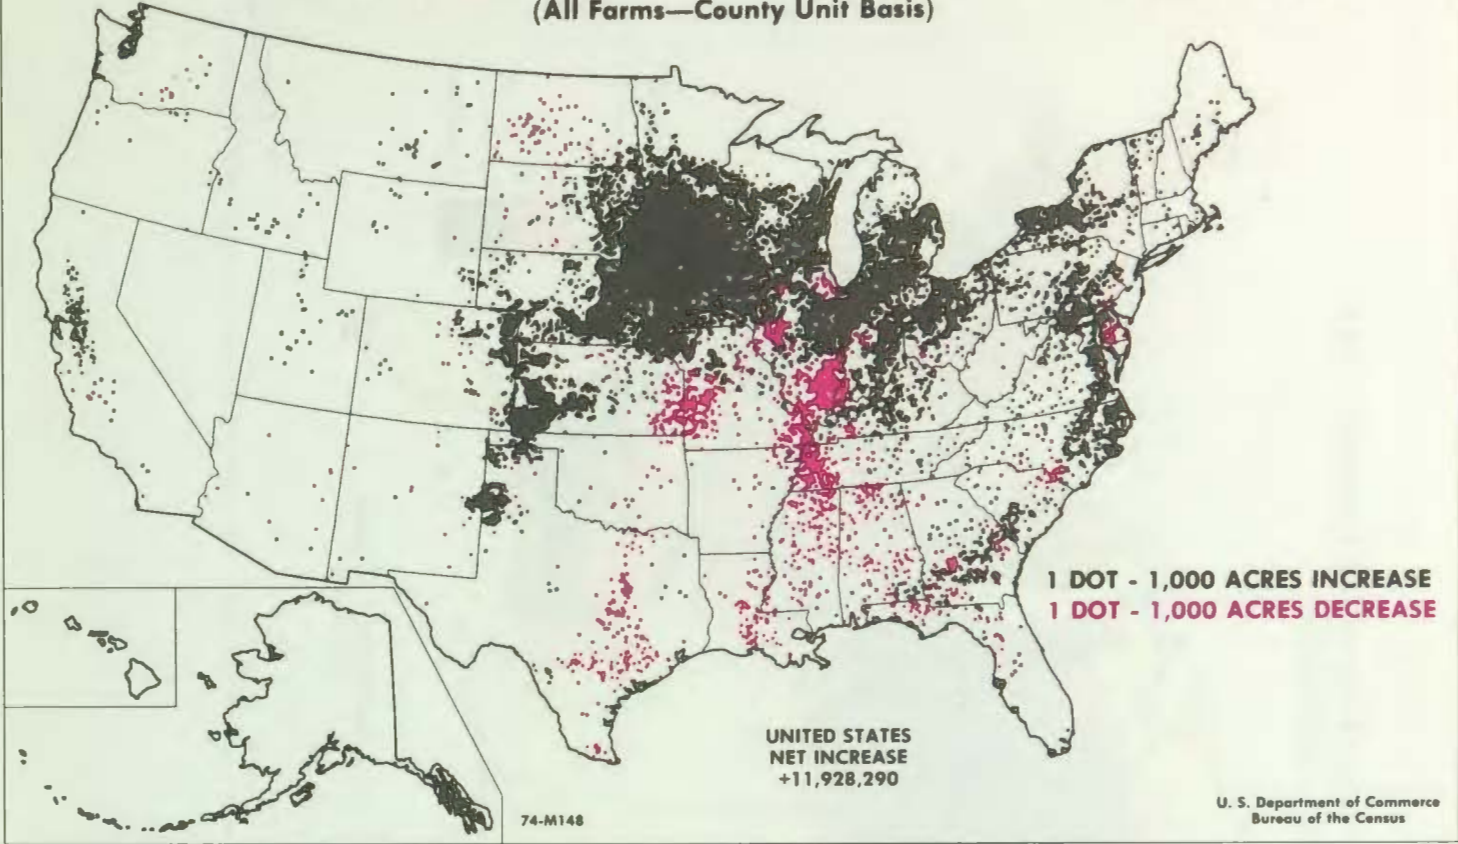 (All Farms—County Unit Basis)
1 DOT - 1,000 ACRES INCREASE
1 DOT - 1,000 ACRES DECREASE
UNITED STATES
NET INCREASE
+11,928,290
74-M148
U. S. Department of Commerce
Bureau of the Census